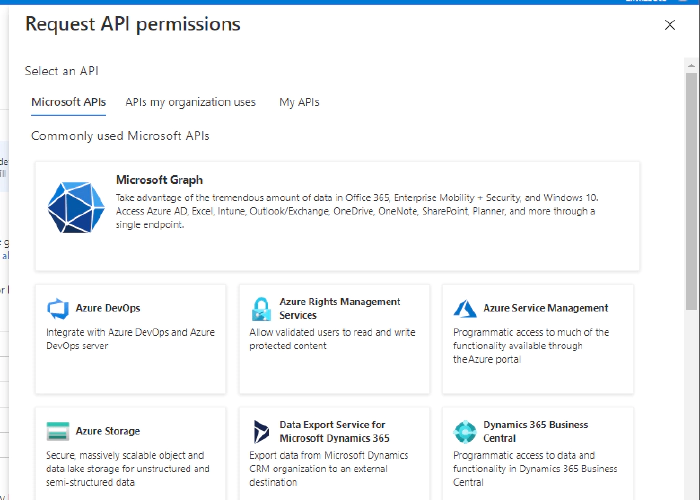 Request API permissions
Select an API
Microsoft APIs
APIs my organization uses
My APIs
Commonly used Microsoft APIs
Microsoft Graph
Take advantage of the tremendous amount of data in Office 365, Enterprise Mobility + Security, and Windows 10.
Access Azure AD, Excel, Intune, Outlook/Exchange, OneDrive, OneNote, SharePoint, Planner, and more through a
single endpoint.
Azure DevOps
Integrate with Azure DevOps and Azure
DevOps server
Azure Rights Management
Services
Allow validated users to read and write
protected content
Azure Service Management
Programmatic access to much of the
functionality available through
theAzure portal
Azure Storage
Secure, massively scalable object and
data lake storage for unstructured and
semi-structured data
Data Export Service for
Microsoft Dynamics 365
Export data from Microsoft Dynamics
CRM organization to an external
destination
Dynamics 365 Business
Central
Programmatic access to data and
functionality in Dynamics 365 Business
Central